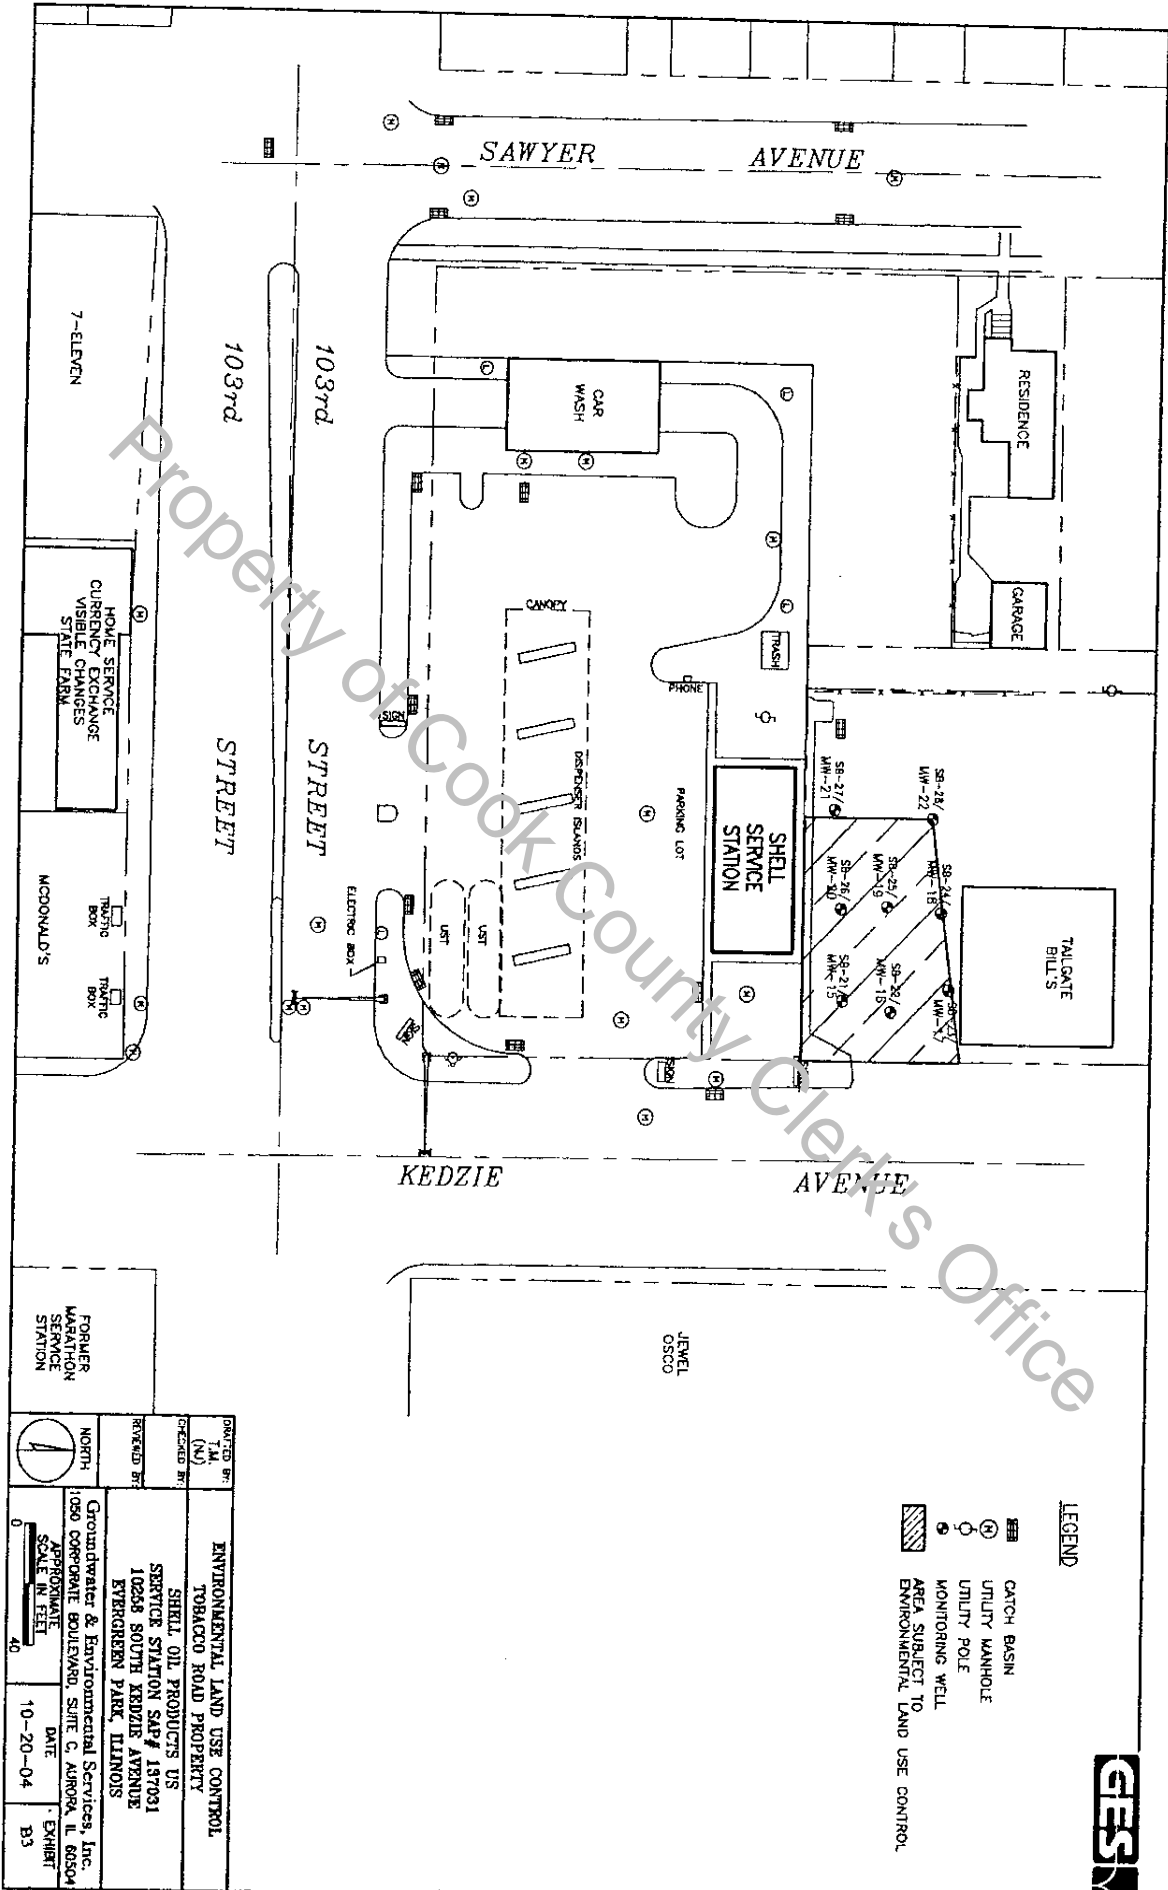 SAWYER AVENUE
7-ELEVEN
103rd STREET
103rd STREET
CAR
WASH
RESIDENCE
GARAGE
HOME SERVICE
CURRENCY EXCHANGE
VISIBLE CHANGES
STATE FARM
CANOPY
TRASH
PHONE
SIGN
DISPENSER ISLANDS
PARKING LOT
SHELL
SERVICE
STATION
SB-27/
MW-21
SB-28/
MW-22
SB-24/
MW-18
SB-25/
MW-19
SB-26/
MW-20
SB-21/
MW-15
SB-22/
MW-16
SB-23
MW-17
TAILGATE
BILL'S
MCDONALD'S
TRAFFIC
BOX
TRAFFIC
BOX
ELECTRIC BOX
UST
UST
SIGN
SIGN
KEDZIE AVENUE
FORMER
MARATHON
SERVICE
STATION
JEWEL
OSCO
LEGEND
CATCH BASIN
UTILITY MANHOLE
UTILITY POLE
MONITORING WELL
AREA SUBJECT TO
ENVIRONMENTAL LAND USE CONTROL
GES
DRAFTED BY:
T.M.
(NJ)
CHECKED BY:
REVIEWED BY:
NORTH
ENVIRONMENTAL LAND USE CONTROL
TOBACCO ROAD PROPERTY
SHELL OIL PRODUCTS US
SERVICE STATION SAP# 137031
10258 SOUTH KEDZIE AVENUE
EVERGREEN PARK, ILLINOIS
Groundwater & Environmental Services, Inc.
1050 CORPORATE BOULEVARD, SUITE C, AURORA, IL 60504
APPROXIMATE
SCALE IN FEET
0 40
DATE
10-20-04
EXHIBIT
B3
Property of Cook County Clerk's Office